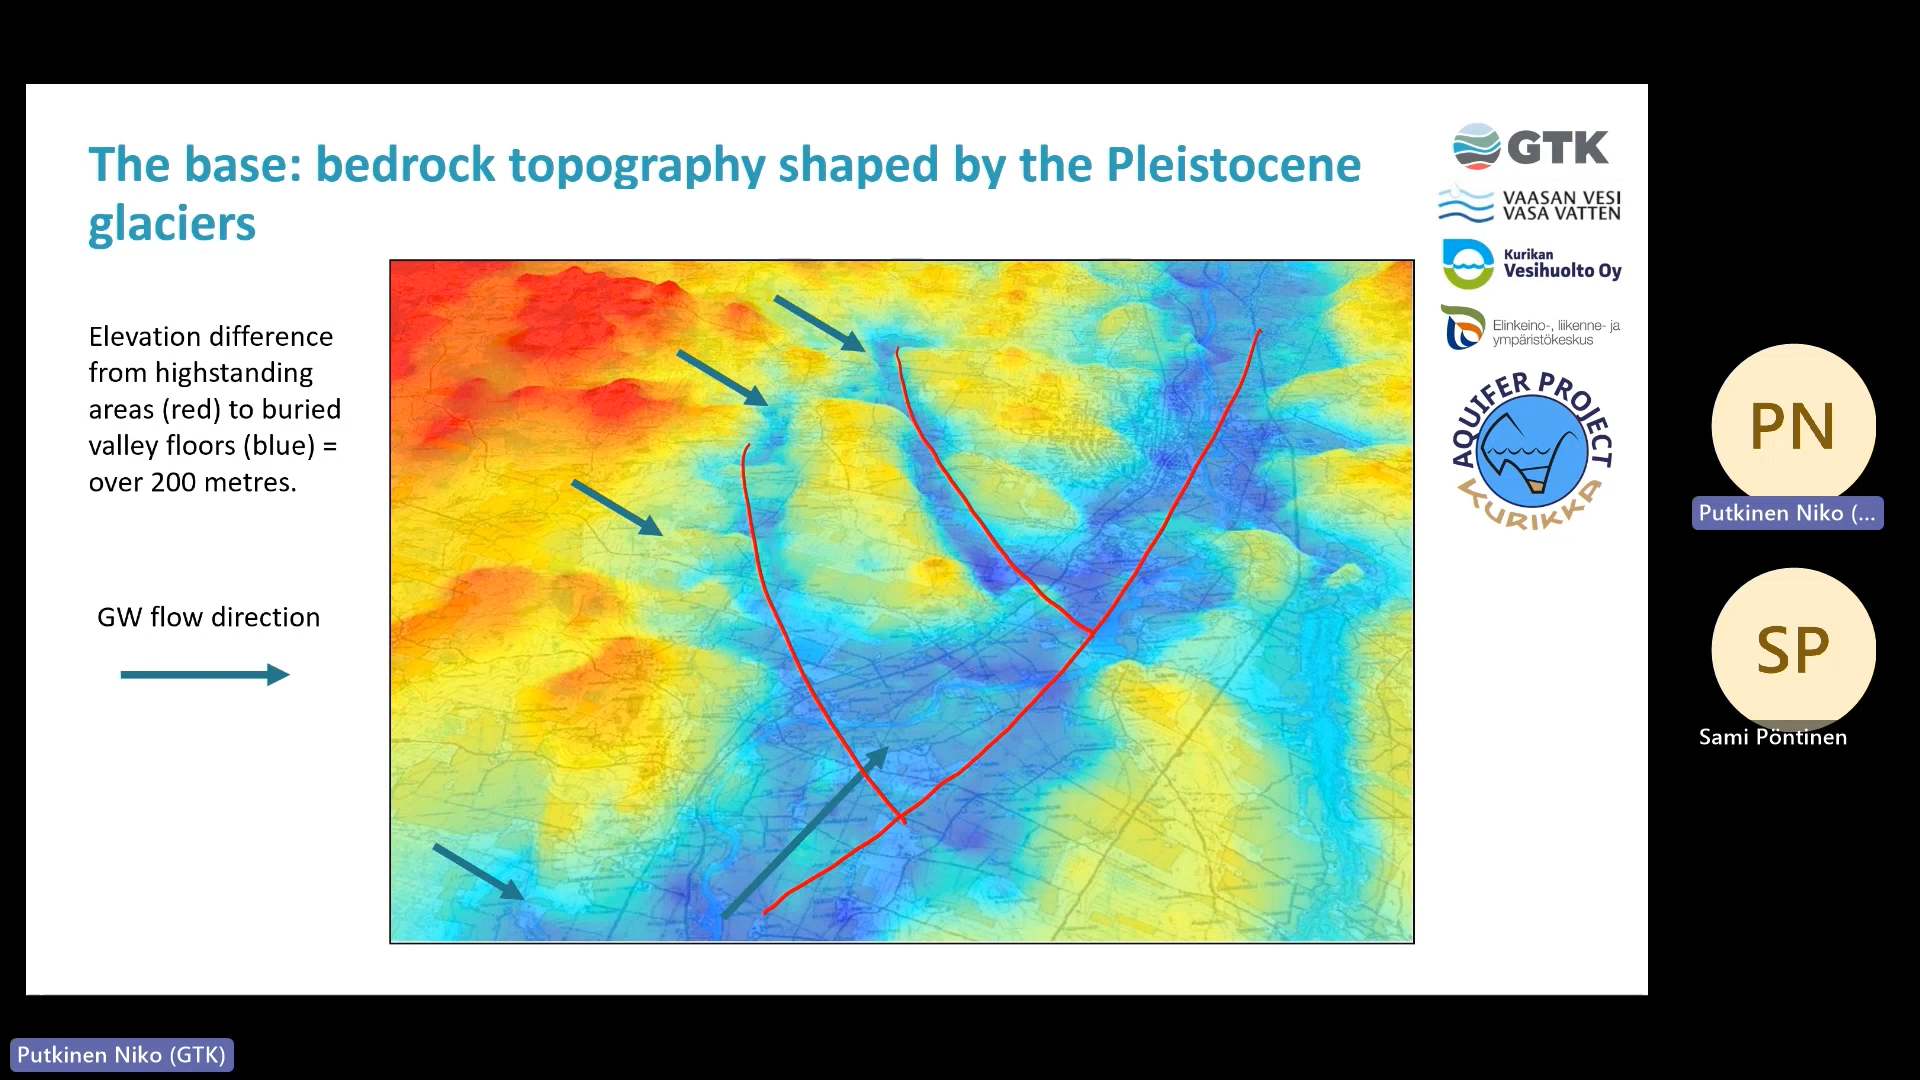 The base: bedrock topography shaped by the Pleistocene
glaciers
GTK
VAASAN VESI
VASA VATTEN
Kurikan
Vesihuolto Oy
Elinkeino-, liikenne- ja
ympäristökeskus
AQUIFER PROJECT
KURIKKA
Elevation difference
from highstanding
areas (red) to buried
valley floors (blue) =
over 200 metres.
GW flow direction
PN
Putkinen Niko (...
SP
Sami Pöntinen
Putkinen Niko (GTK)